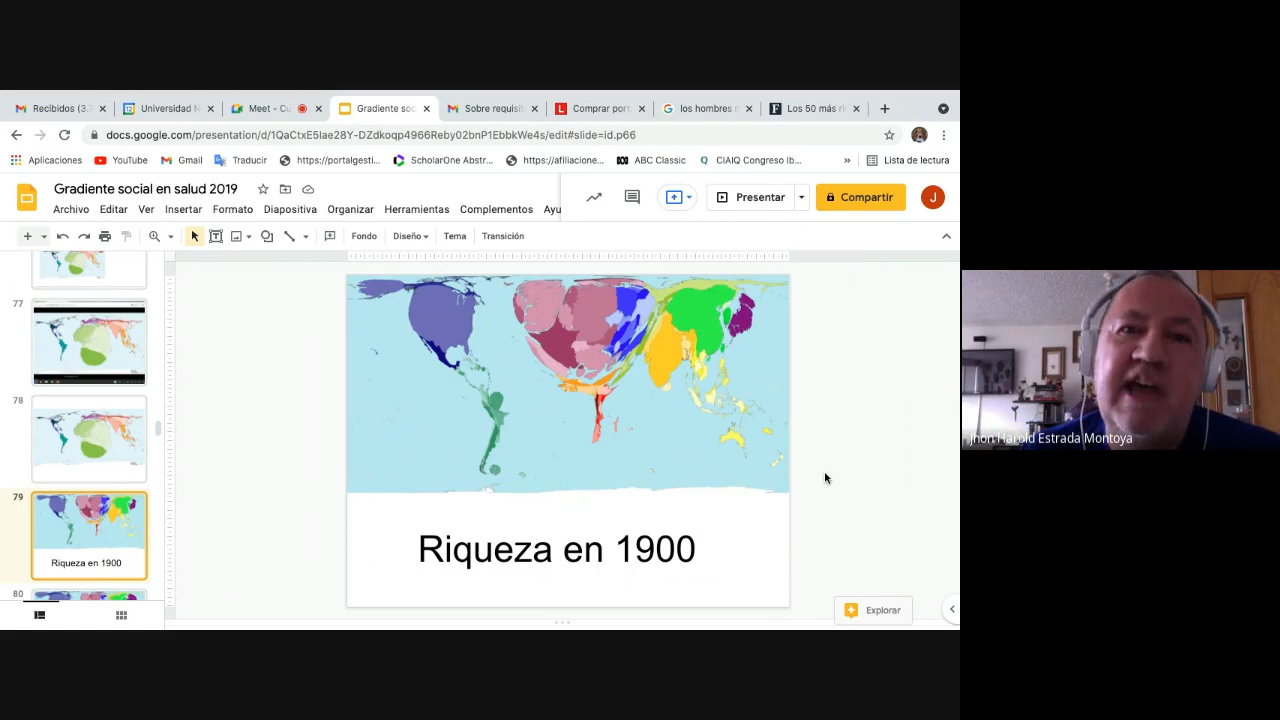 Recibidos (3.
Universidad N
Meet - Cu
Gradiente soc
Sobre requisit
Comprar port
los hombres m
Los 50 más ri
docs.google.com/presentation/d/1QaCtxE5lae28Y-DZdkoqp4966Reby02bnP1EbbkWe4s/edit#slide=id.p66
Aplicaciones YouTube Gmail Traducir https://portalgesti... ScholarOne Abstr... https://afiliacione... ABC Classic CIAIQ Congreso Ib... » Lista de lectura
Gradiente social en salud 2019
Presentar
Compartir
J
Archivo Editar Ver Insertar Formato Diapositiva Organizar Herramientas Complementos Ayu
Fondo Diseño Tema Transición
77
78
79
Riqueza en 1900
80
Riqueza en 1900
Explorar
Jhon Harold Estrada Montoya